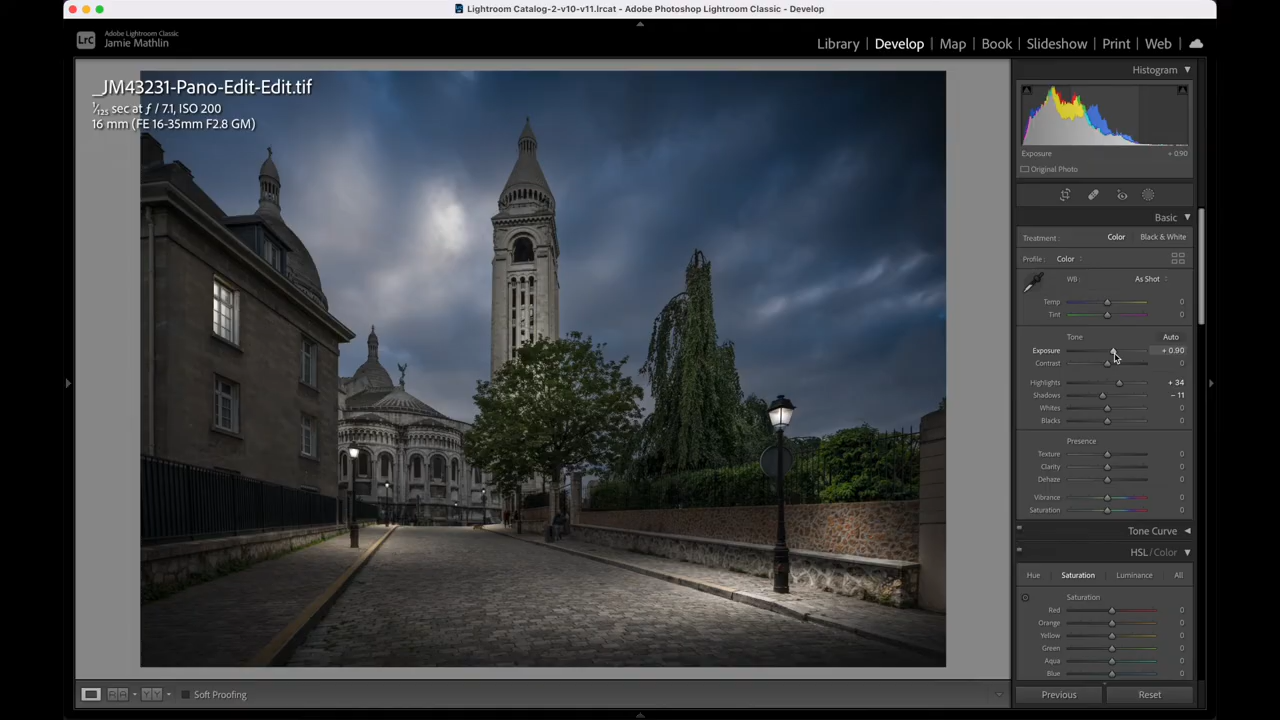 Lightroom Catalog-2-v10-v11.lrcat - Adobe Photoshop Lightroom Classic - Develop
LrC
Adobe Lightroom Classic
Jamie Mathlin
Library
Develop
Map
Book
Slideshow
Print
Web
_JM43231-Pano-Edit-Edit.tif
1/125 sec at ƒ / 7.1, ISO 200
16 mm (FE 16-35mm F2.8 GM)
Histogram
Exposure + 0.90
Original Photo
Basic
Treatment : Color Black & White
Profile : Color
WB : As Shot
Temp 0
Tint 0
Tone Auto
Exposure + 0.90
Contrast 0
Highlights + 34
Shadows − 11
Whites 0
Blacks 0
Presence
Texture 0
Clarity 0
Dehaze 0
Vibrance 0
Saturation 0
Tone Curve
HSL / Color
Hue Saturation Luminance All
Saturation
Red 0
Orange 0
Yellow 0
Green 0
Aqua 0
Blue 0
RA YY Soft Proofing
Previous Reset